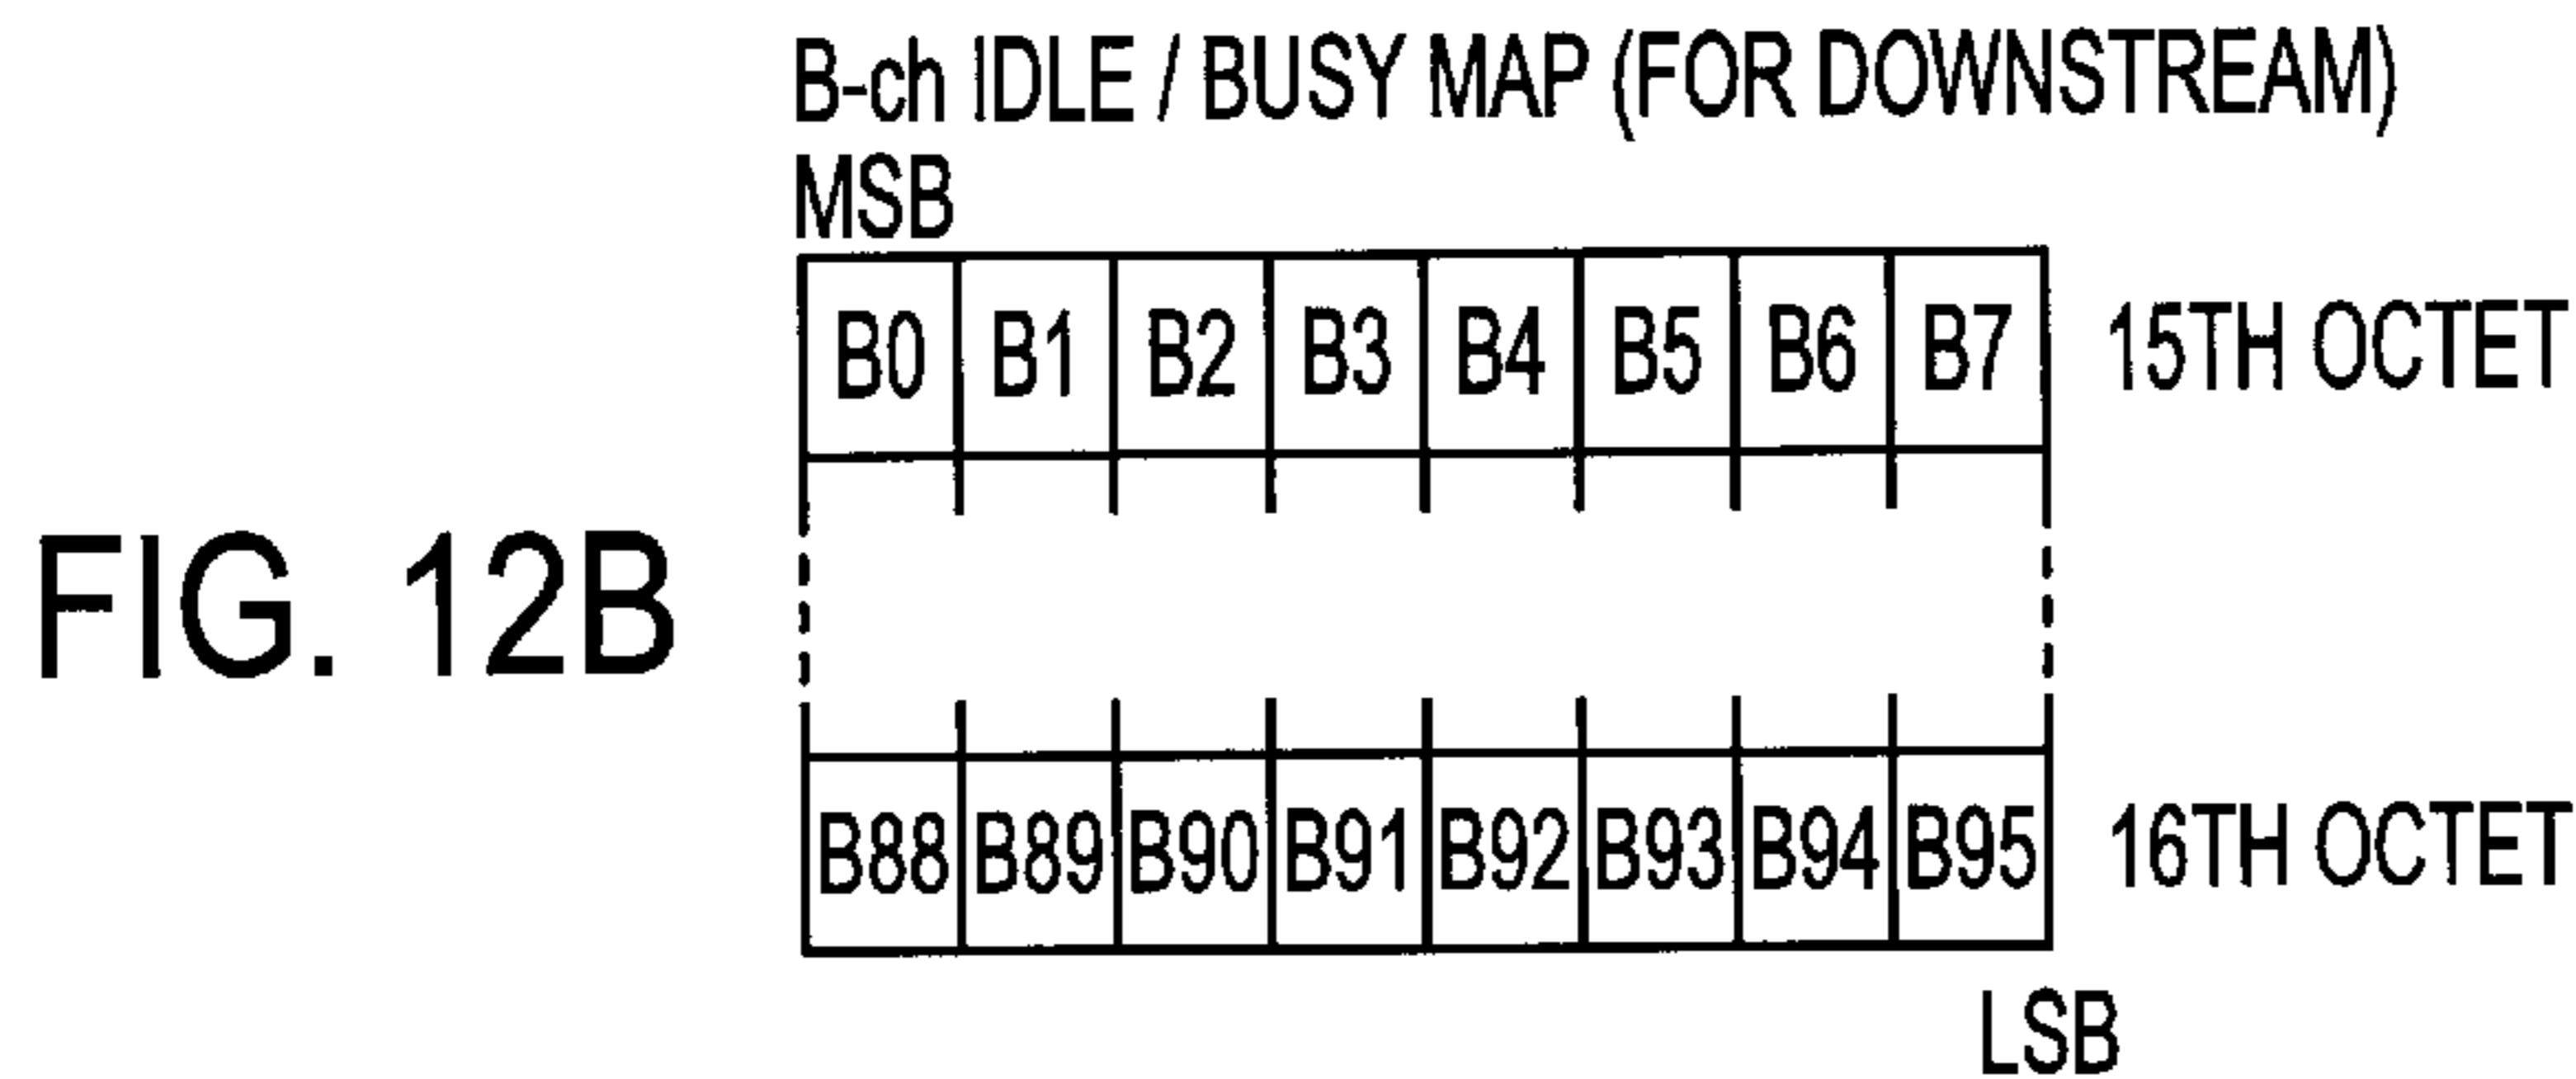 B-ch IDLE / BUSY MAP (FOR DOWNSTREAM)
MSB
B0 B1 B2 B3 B4 B5 B6 B7 15TH OCTET
FIG. 12B
B88 B89 B90 B91 B92 B93 B94 B95 16TH OCTET
LSB